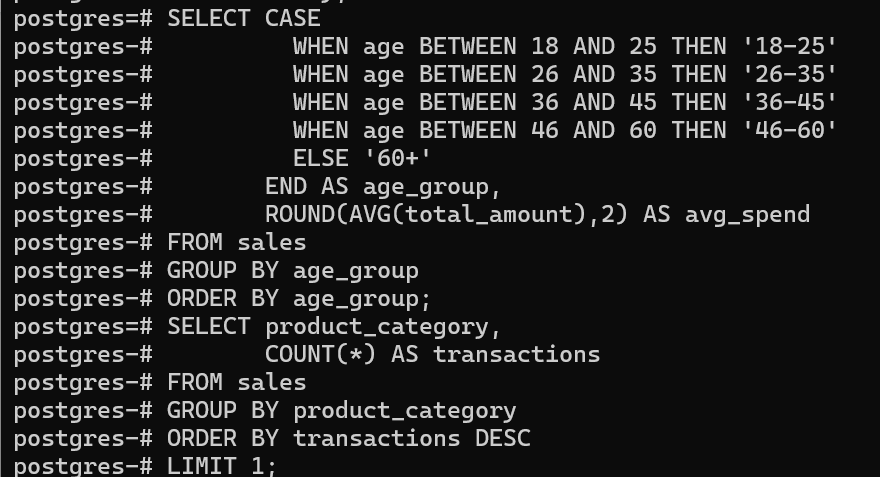 postgres=# SELECT CASE
postgres-#          WHEN age BETWEEN 18 AND 25 THEN '18-25'
postgres-#          WHEN age BETWEEN 26 AND 35 THEN '26-35'
postgres-#          WHEN age BETWEEN 36 AND 45 THEN '36-45'
postgres-#          WHEN age BETWEEN 46 AND 60 THEN '46-60'
postgres-#          ELSE '60+'
postgres-#        END AS age_group,
postgres-#        ROUND(AVG(total_amount),2) AS avg_spend
postgres-# FROM sales
postgres-# GROUP BY age_group
postgres-# ORDER BY age_group;
postgres=# SELECT product_category,
postgres-#        COUNT(*) AS transactions
postgres-# FROM sales
postgres-# GROUP BY product_category
postgres-# ORDER BY transactions DESC
postgres-# LIMIT 1;